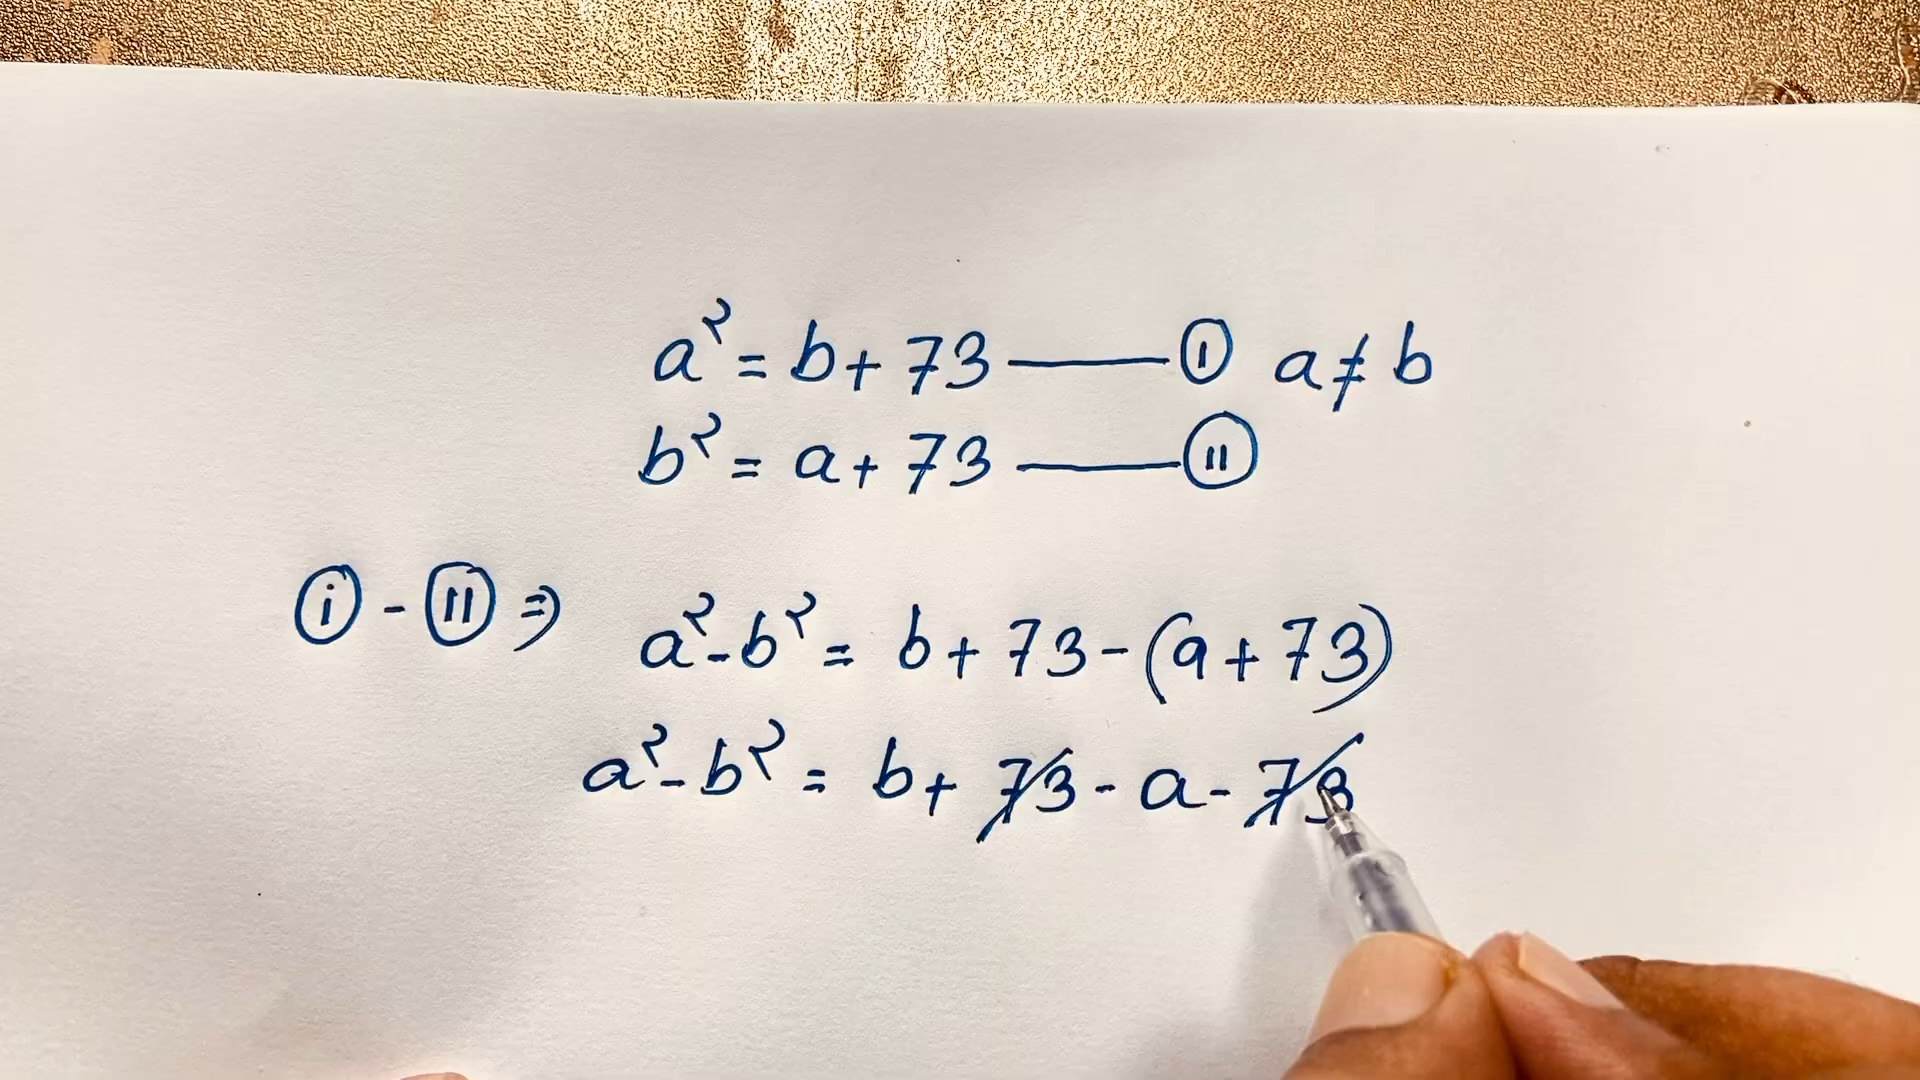 a² = b + 73 —— (I) a ≠ b
b² = a + 73 —— (II)
(i) - (II) ⇒ a² - b² = b + 73 - (a + 73)
a² - b² = b + 73 - a - 73